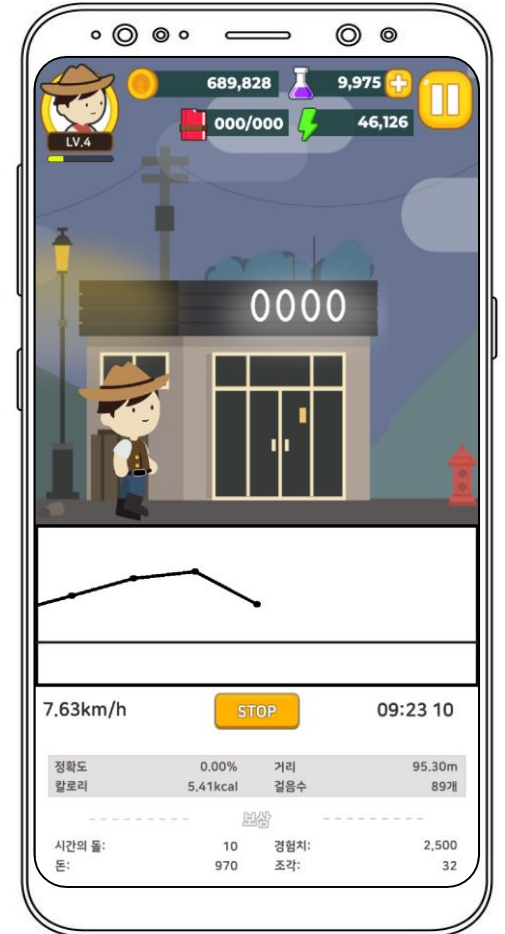 689,828 9,975
LV.4 000/000 46,126
0000
7.63km/h STOP 09:23 10
정확도 0.00% 거리 95.30m
칼로리 5.41kcal 걸음수 89개
보상
시간의 돌: 10 경험치: 2,500
돈: 970 조각: 32